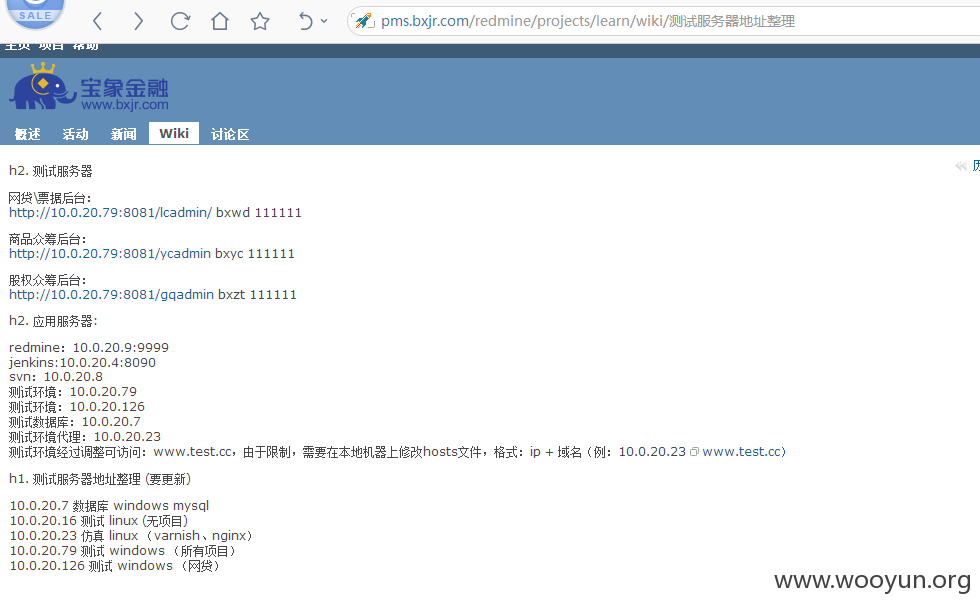 SALE
pms.bxjr.com/redmine/projects/learn/wiki/测试服务器地址整理
主页 项目 帮助
宝象金融
www.bxjr.com
概述 活动 新闻 Wiki 讨论区
h2. 测试服务器
« 历
网贷\票据后台:
http://10.0.20.79:8081/lcadmin/ bxwd 111111
商品众筹后台:
http://10.0.20.79:8081/ycadmin bxyc 111111
股权众筹后台:
http://10.0.20.79:8081/gqadmin bxzt 111111
h2. 应用服务器:
redmine：10.0.20.9:9999
jenkins:10.0.20.4:8090
svn：10.0.20.8
测试环境：10.0.20.79
测试环境：10.0.20.126
测试数据库：10.0.20.7
测试环境代理：10.0.20.23
测试环境经过调整可访问：www.test.cc，由于限制，需要在本地机器上修改hosts文件，格式：ip + 域名（例：10.0.20.23 www.test.cc）
h1. 测试服务器地址整理 (要更新)
10.0.20.7 数据库 windows mysql
10.0.20.16 测试 linux (无项目)
10.0.20.23 仿真 linux （varnish、nginx）
10.0.20.79 测试 windows （所有项目）
10.0.20.126 测试 windows （网贷）
www.wooyun.org